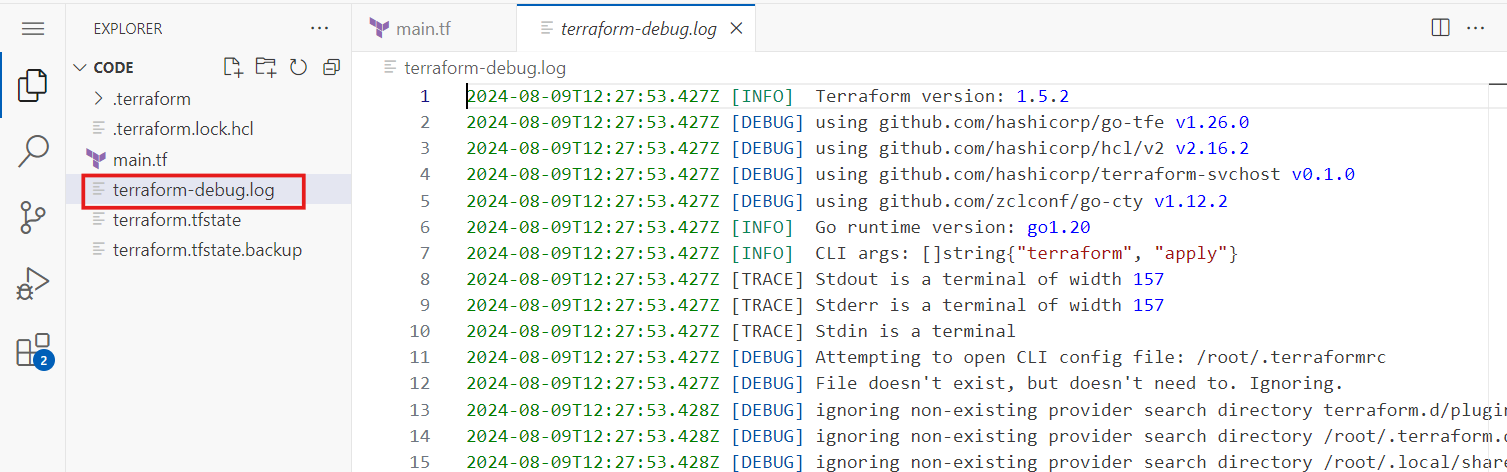 EXPLORER
CODE
.terraform
.terraform.lock.hcl
main.tf
terraform-debug.log
terraform.tfstate
terraform.tfstate.backup
2
main.tf
terraform-debug.log
terraform-debug.log
1 2024-08-09T12:27:53.427Z [INFO]  Terraform version: 1.5.2
2 2024-08-09T12:27:53.427Z [DEBUG] using github.com/hashicorp/go-tfe v1.26.0
3 2024-08-09T12:27:53.427Z [DEBUG] using github.com/hashicorp/hcl/v2 v2.16.2
4 2024-08-09T12:27:53.427Z [DEBUG] using github.com/hashicorp/terraform-svchost v0.1.0
5 2024-08-09T12:27:53.427Z [DEBUG] using github.com/zclconf/go-cty v1.12.2
6 2024-08-09T12:27:53.427Z [INFO]  Go runtime version: go1.20
7 2024-08-09T12:27:53.427Z [INFO]  CLI args: []string{"terraform", "apply"}
8 2024-08-09T12:27:53.427Z [TRACE] Stdout is a terminal of width 157
9 2024-08-09T12:27:53.427Z [TRACE] Stderr is a terminal of width 157
10 2024-08-09T12:27:53.427Z [TRACE] Stdin is a terminal
11 2024-08-09T12:27:53.427Z [DEBUG] Attempting to open CLI config file: /root/.terraformrc
12 2024-08-09T12:27:53.427Z [DEBUG] File doesn't exist, but doesn't need to. Ignoring.
13 2024-08-09T12:27:53.428Z [DEBUG] ignoring non-existing provider search directory terraform.d/plugin
14 2024-08-09T12:27:53.428Z [DEBUG] ignoring non-existing provider search directory /root/.terraform.d
15 2024-08-09T12:27:53.428Z [DEBUG] ignoring non-existing provider search directory /root/.local/share